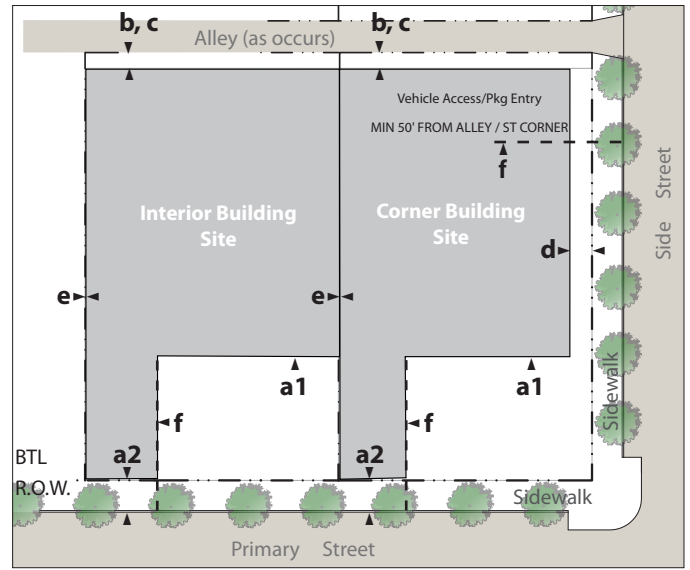 b, c
b, c
Alley (as occurs)
Vehicle Access/Pkg Entry
MIN 50' FROM ALLEY / ST CORNER
f
Side Street
Interior Building
Site
Corner Building
Site
d
e
e
a1
a1
Sidewalk
f
f
a2
a2
BTL
R.O.W.
Sidewalk
Primary Street